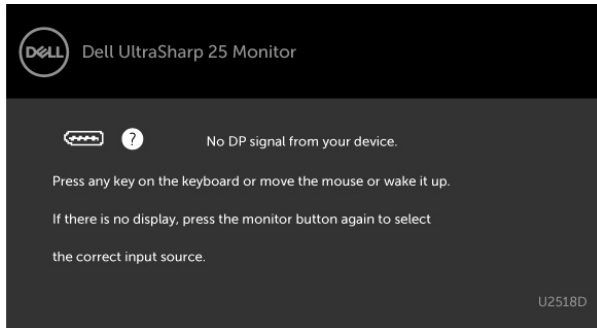 DELL
Dell UltraSharp 25 Monitor
? No DP signal from your device.
Press any key on the keyboard or move the mouse or wake it up.
If there is no display, press the monitor button again to select
the correct input source.
U2518D